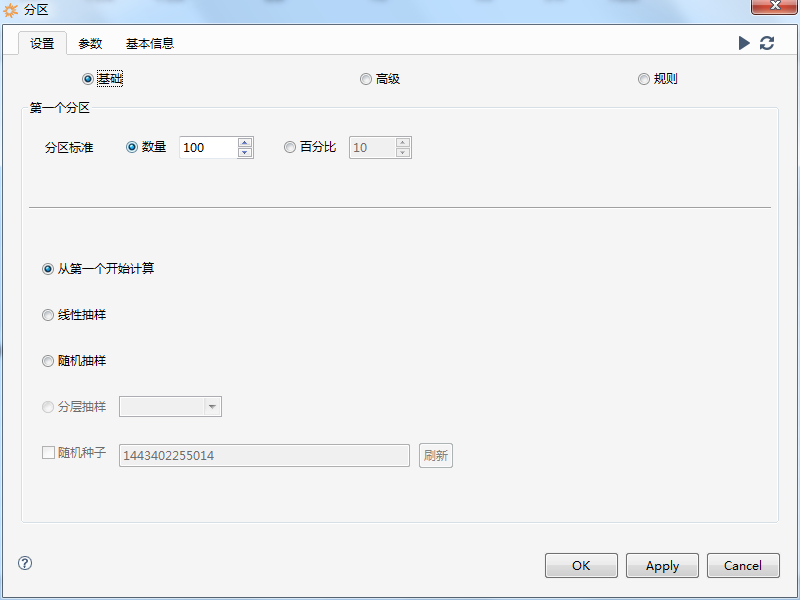 分区
设置 参数 基本信息
基础 高级 规则
第一个分区
分区标准 数量 100 百分比 10
从第一个开始计算
线性抽样
随机抽样
分层抽样
随机种子 1443402255014 刷新
? OK Apply Cancel